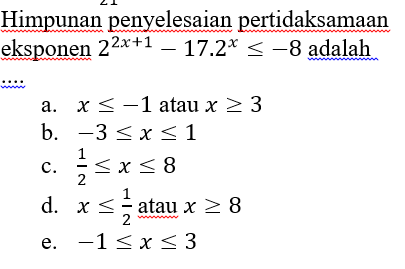 21
Himpunan penyelesaian pertidaksamaan
eksponen 2^{2x+1} − 17.2^x ≤ −8 adalah
....
a. x ≤ −1 atau x ≥ 3
b. −3 ≤ x ≤ 1
c. 1/2 ≤ x ≤ 8
d. x ≤ 1/2 atau x ≥ 8
e. −1 ≤ x ≤ 3